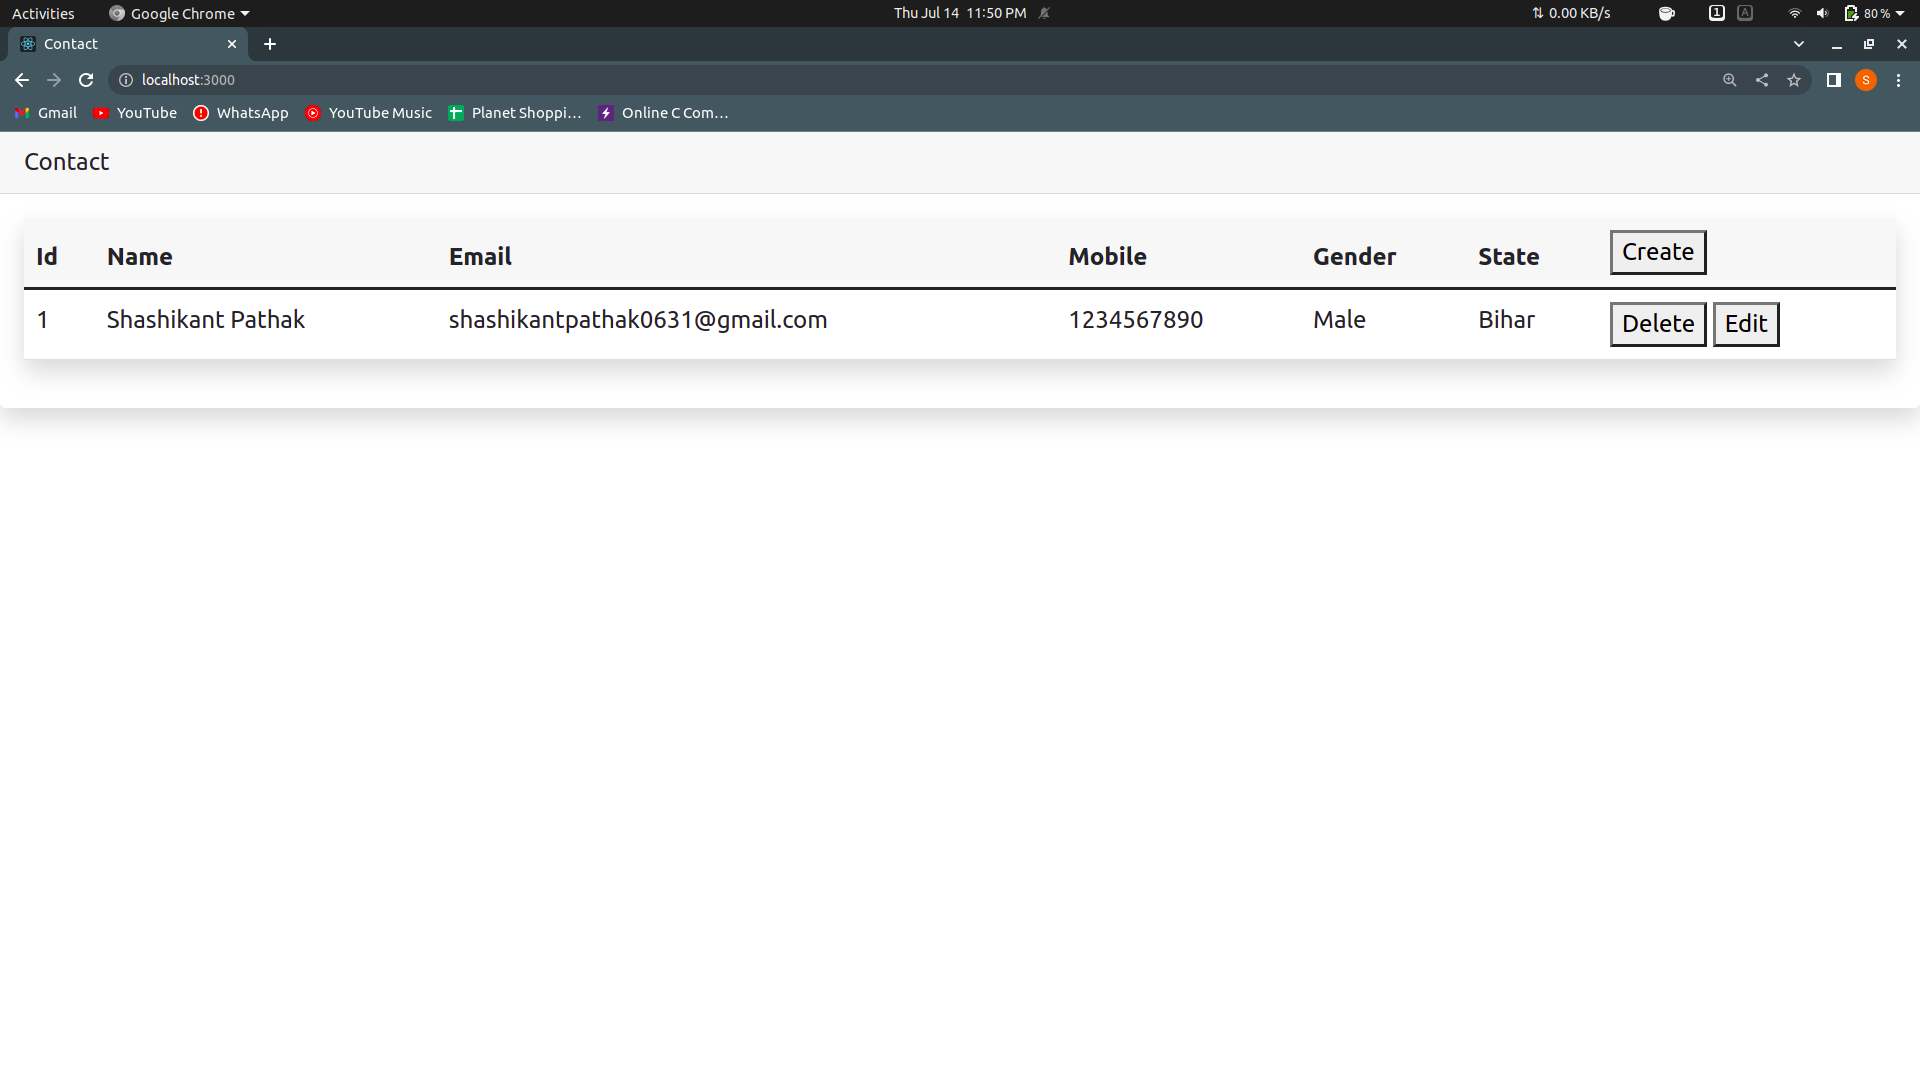 Activities Google Chrome Thu Jul 14 11:50 PM 0.00 KB/s 1 A 80 %
Contact
localhost:3000 S
Gmail YouTube WhatsApp YouTube Music Planet Shoppi... Online C Com...
Contact
Id Name Email Mobile Gender State Create
1 Shashikant Pathak shashikantpathak0631@gmail.com 1234567890 Male Bihar Delete Edit